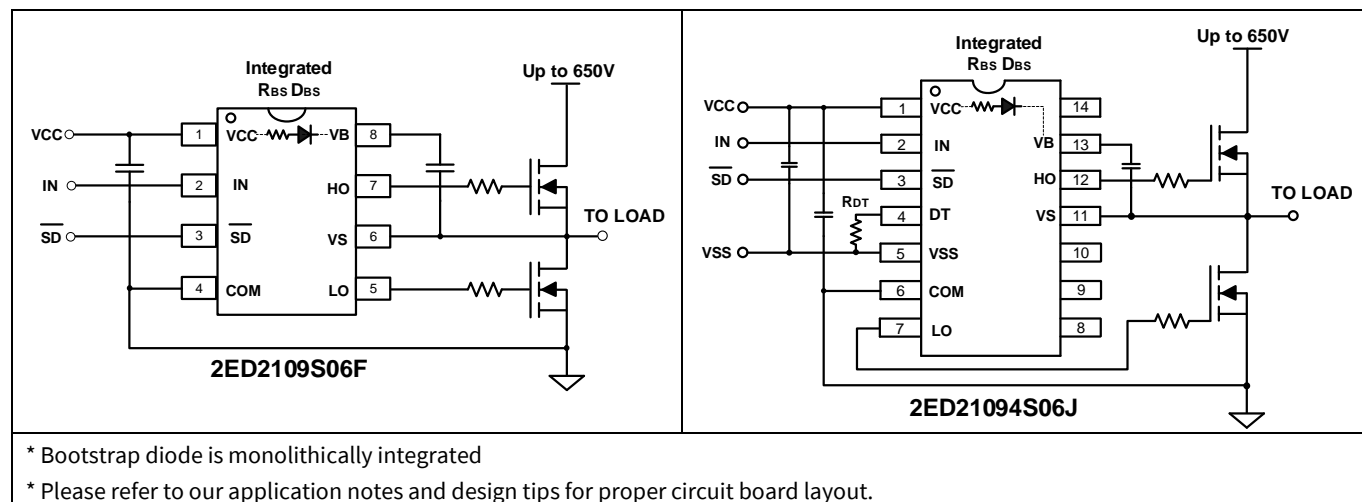 Integrated
RBS DBS
Up to 650V
VCC
1
VCC
VB
8
IN
2
IN
HO
7
SD
3
SD
VS
6
TO LOAD
4
COM
LO
5
2ED2109S06F
Integrated
RBS DBS
Up to 650V
VCC
1
VCC
14
IN
2
IN
VB
13
SD
3
SD
HO
12
RDT
4
DT
VS
11
TO LOAD
VSS
5
VSS
10
6
COM
9
7
LO
8
2ED21094S06J
* Bootstrap diode is monolithically integrated
* Please refer to our application notes and design tips for proper circuit board layout.